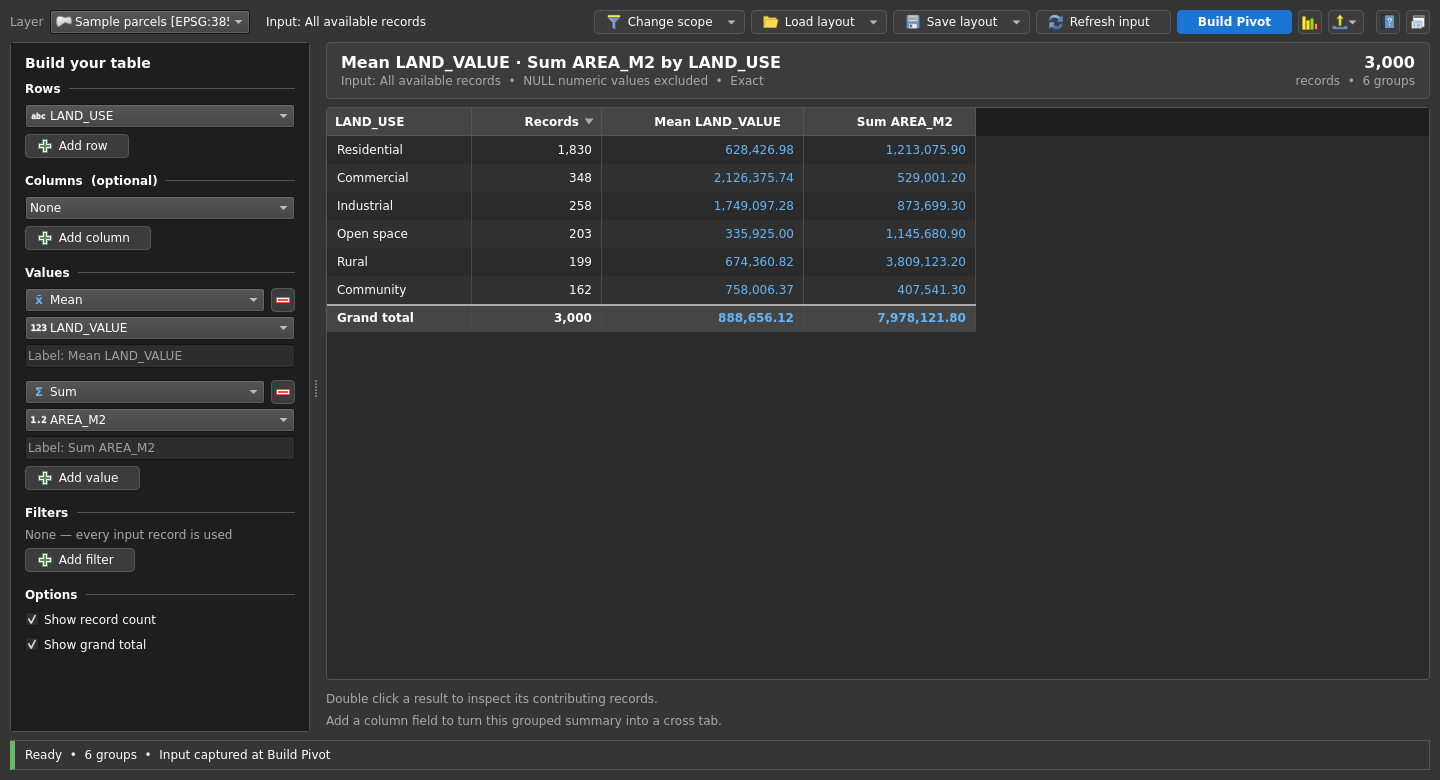 Layer Sample parcels [EPSG:385 Input: All available records Change scope Load layout Save layout Refresh input Build Pivot
Build your table
Rows
abc LAND_USE
Add row
Columns (optional)
None
Add column
Values
x̄ Mean
123 LAND_VALUE
Label: Mean LAND_VALUE
Σ Sum
1.2 AREA_M2
Label: Sum AREA_M2
Add value
Filters
None — every input record is used
Add filter
Options
Show record count
Show grand total
Mean LAND_VALUE · Sum AREA_M2 by LAND_USE 3,000
Input: All available records • NULL numeric values excluded • Exact records • 6 groups
LAND_USE Records Mean LAND_VALUE Sum AREA_M2
Residential 1,830 628,426.98 1,213,075.90
Commercial 348 2,126,375.74 529,001.20
Industrial 258 1,749,097.28 873,699.30
Open space 203 335,925.00 1,145,680.90
Rural 199 674,360.82 3,809,123.20
Community 162 758,006.37 407,541.30
Grand total 3,000 888,656.12 7,978,121.80
Double click a result to inspect its contributing records.
Add a column field to turn this grouped summary into a cross tab.
Ready • 6 groups • Input captured at Build Pivot